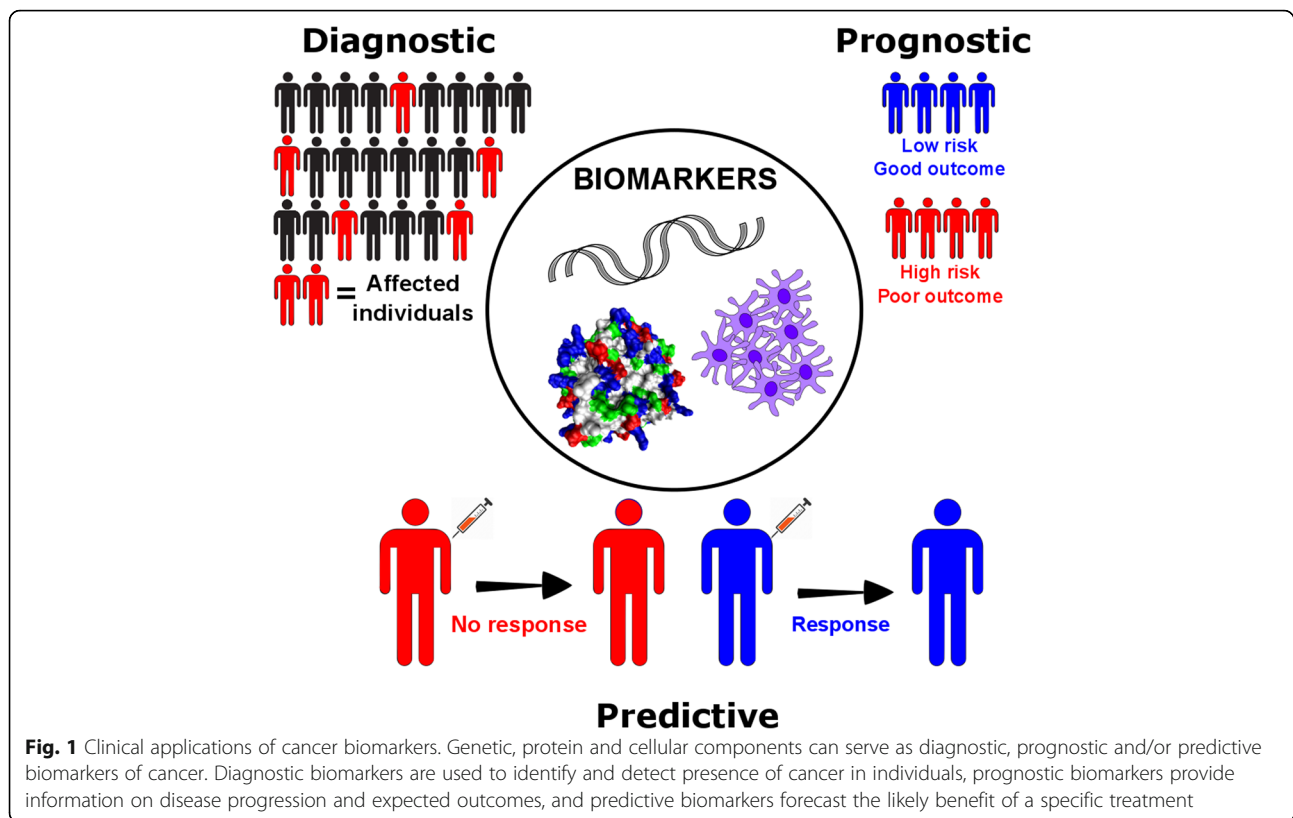 Diagnostic
Prognostic
BIOMARKERS
Low risk
Good outcome
High risk
Poor outcome
= Affected
individuals
No response
Response
Predictive
Fig. 1 Clinical applications of cancer biomarkers. Genetic, protein and cellular components can serve as diagnostic, prognostic and/or predictive
biomarkers of cancer. Diagnostic biomarkers are used to identify and detect presence of cancer in individuals, prognostic biomarkers provide
information on disease progression and expected outcomes, and predictive biomarkers forecast the likely benefit of a specific treatment